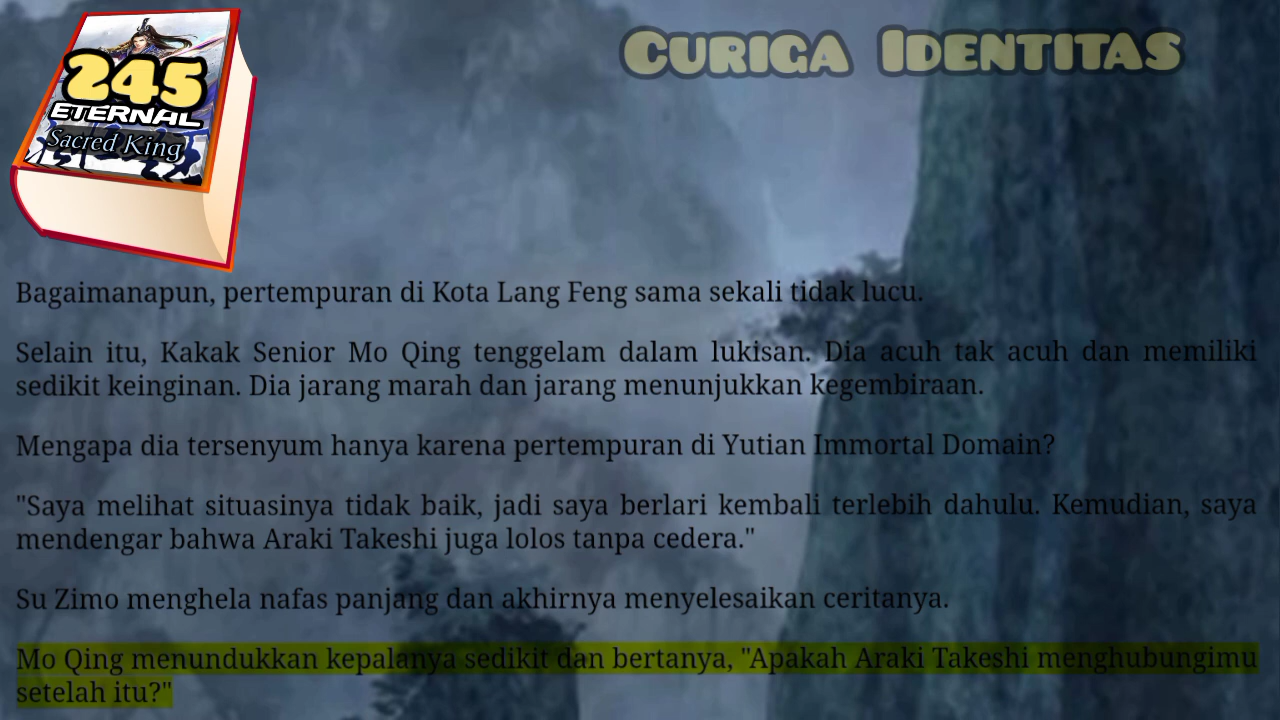 Curiga Identitas
245
ETERNAL
Sacred King
Bagaimanapun, pertempuran di Kota Lang Feng sama sekali tidak lucu.
Selain itu, Kakak Senior Mo Qing tenggelam dalam lukisan. Dia acuh tak acuh dan memiliki
sedikit keinginan. Dia jarang marah dan jarang menunjukkan kegembiraan.
Mengapa dia tersenyum hanya karena pertempuran di Yutian Immortal Domain?
"Saya melihat situasinya tidak baik, jadi saya berlari kembali terlebih dahulu. Kemudian, saya
mendengar bahwa Araki Takeshi juga lolos tanpa cedera."
Su Zimo menghela nafas panjang dan akhirnya menyelesaikan ceritanya.
Mo Qing menundukkan kepalanya sedikit dan bertanya, "Apakah Araki Takeshi menghubungimu
setelah itu?"